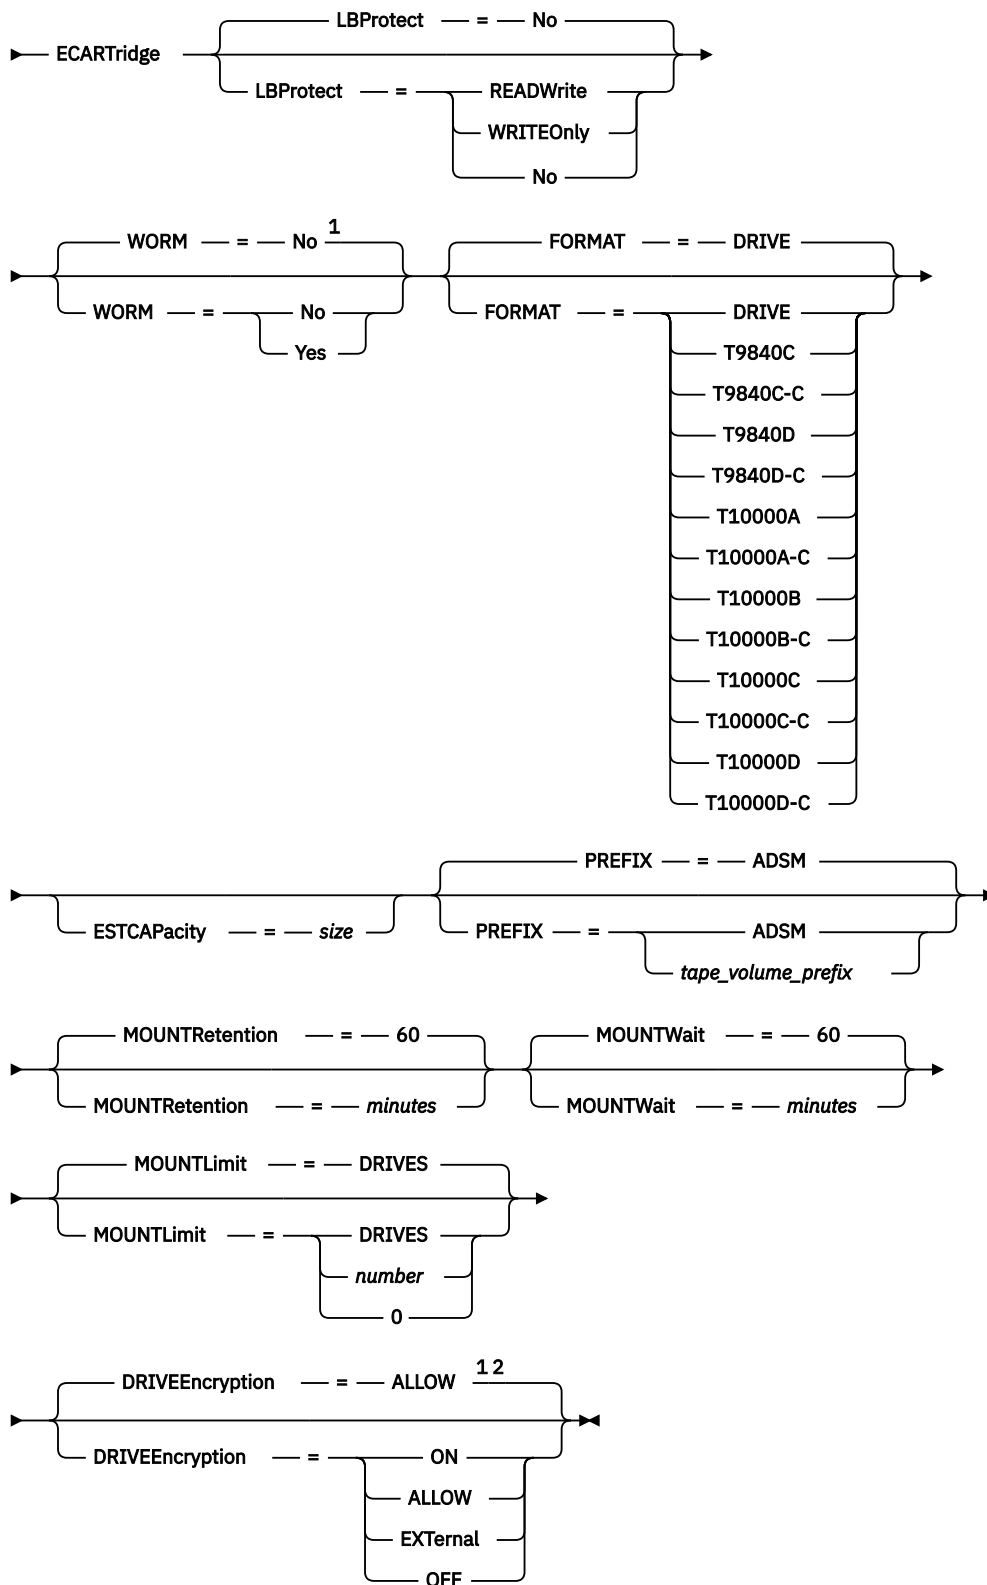 LBProtect = No
ECARTridge
LBProtect = READWrite
WRITEOnly
No
WORM = No 1 FORMAT = DRIVE
WORM = No FORMAT = DRIVE
Yes T9840C
T9840C-C
T9840D
T9840D-C
T10000A
T10000A-C
T10000B
T10000B-C
T10000C
T10000C-C
T10000D
T10000D-C
PREFIX = ADSM
ESTCAPacity = size PREFIX = ADSM
tape_volume_prefix
MOUNTRetention = 60 MOUNTWait = 60
MOUNTRetention = minutes MOUNTWait = minutes
MOUNTLimit = DRIVES
MOUNTLimit = DRIVES
number
0
DRIVEEncryption = ALLOW 1 2
DRIVEEncryption = ON
ALLOW
EXTernal
OFF